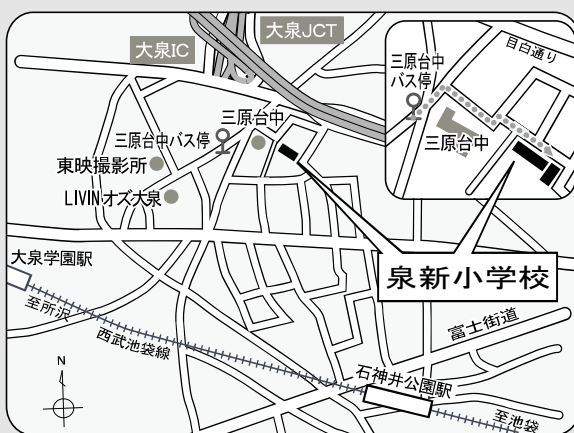 大泉IC
大泉JCT
三原台中
三原台中バス停
東映撮影所
LIVINオズ大泉
目白通り
三原台中
バス停
三原台中
泉新小学校
大泉学園駅
至所沢
西武池袋線
富士街道
石神井公園駅
至池袋
N